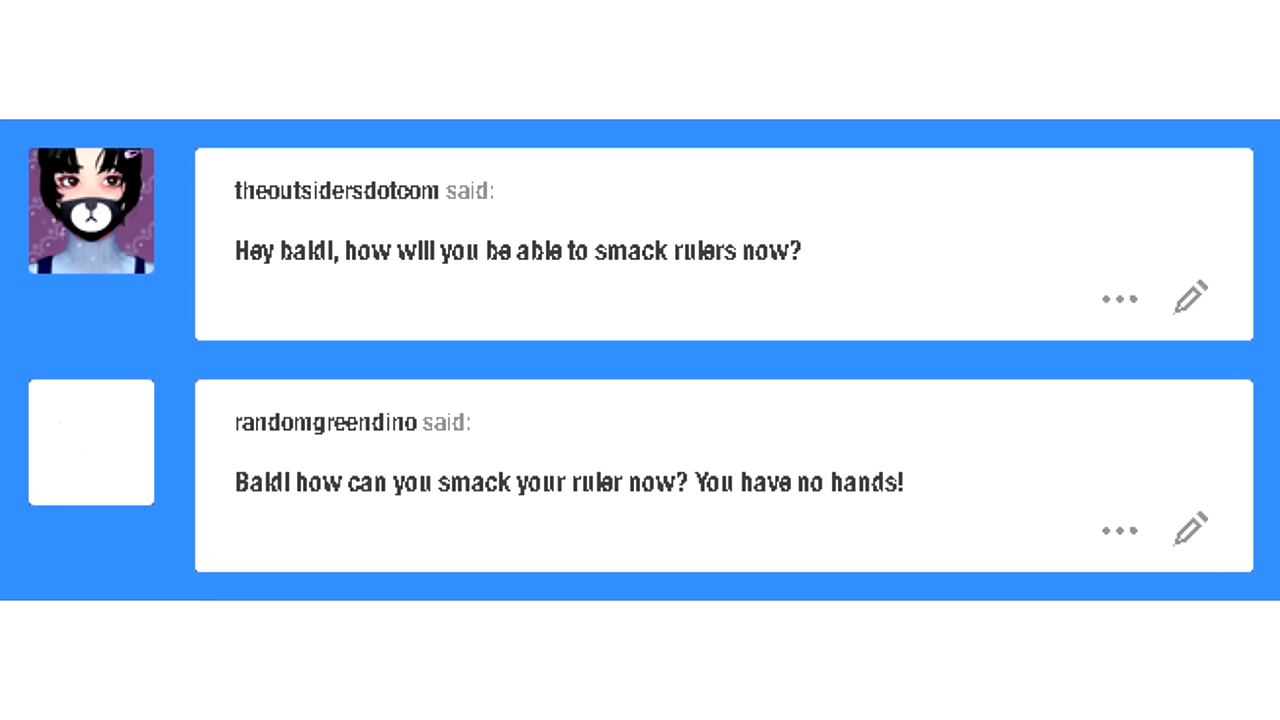 theoutsidersdotcom said:
Hey baldi, how will you be able to smack rulers now?
randomgreendino said:
Baldi how can you smack your ruler now? You have no hands!